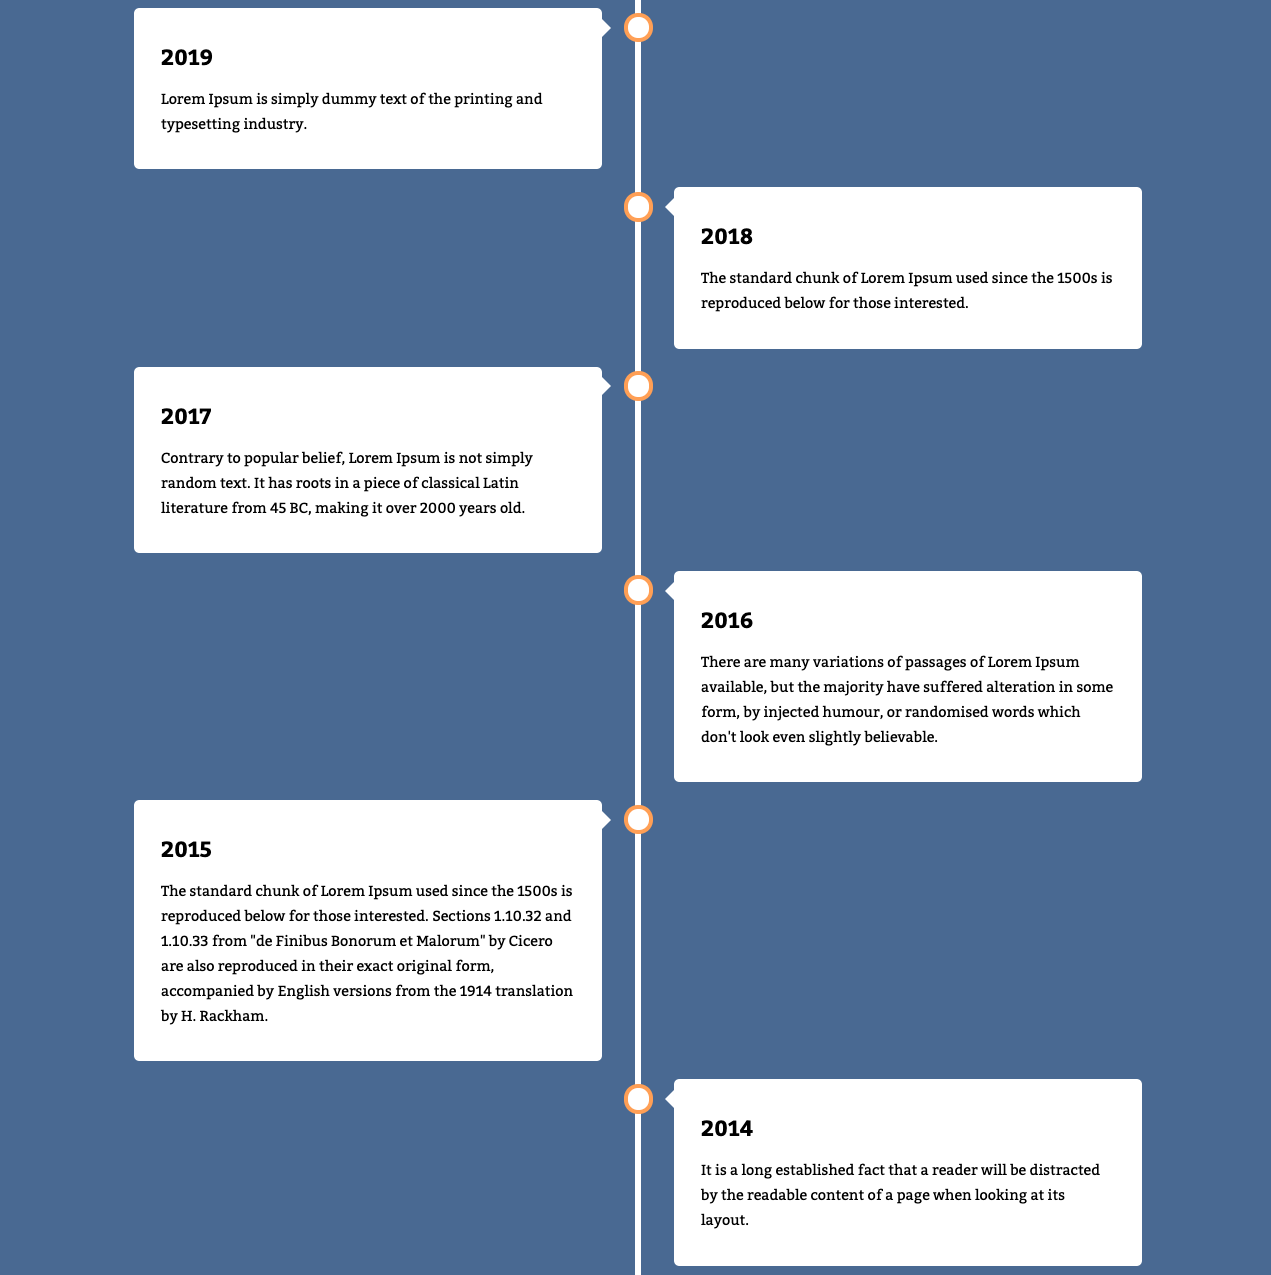 2019
Lorem Ipsum is simply dummy text of the printing and
typesetting industry.
2018
The standard chunk of Lorem Ipsum used since the 1500s is
reproduced below for those interested.
2017
Contrary to popular belief, Lorem Ipsum is not simply
random text. It has roots in a piece of classical Latin
literature from 45 BC, making it over 2000 years old.
2016
There are many variations of passages of Lorem Ipsum
available, but the majority have suffered alteration in some
form, by injected humour, or randomised words which
don't look even slightly believable.
2015
The standard chunk of Lorem Ipsum used since the 1500s is
reproduced below for those interested. Sections 1.10.32 and
1.10.33 from "de Finibus Bonorum et Malorum" by Cicero
are also reproduced in their exact original form,
accompanied by English versions from the 1914 translation
by H. Rackham.
2014
It is a long established fact that a reader will be distracted
by the readable content of a page when looking at its
layout.